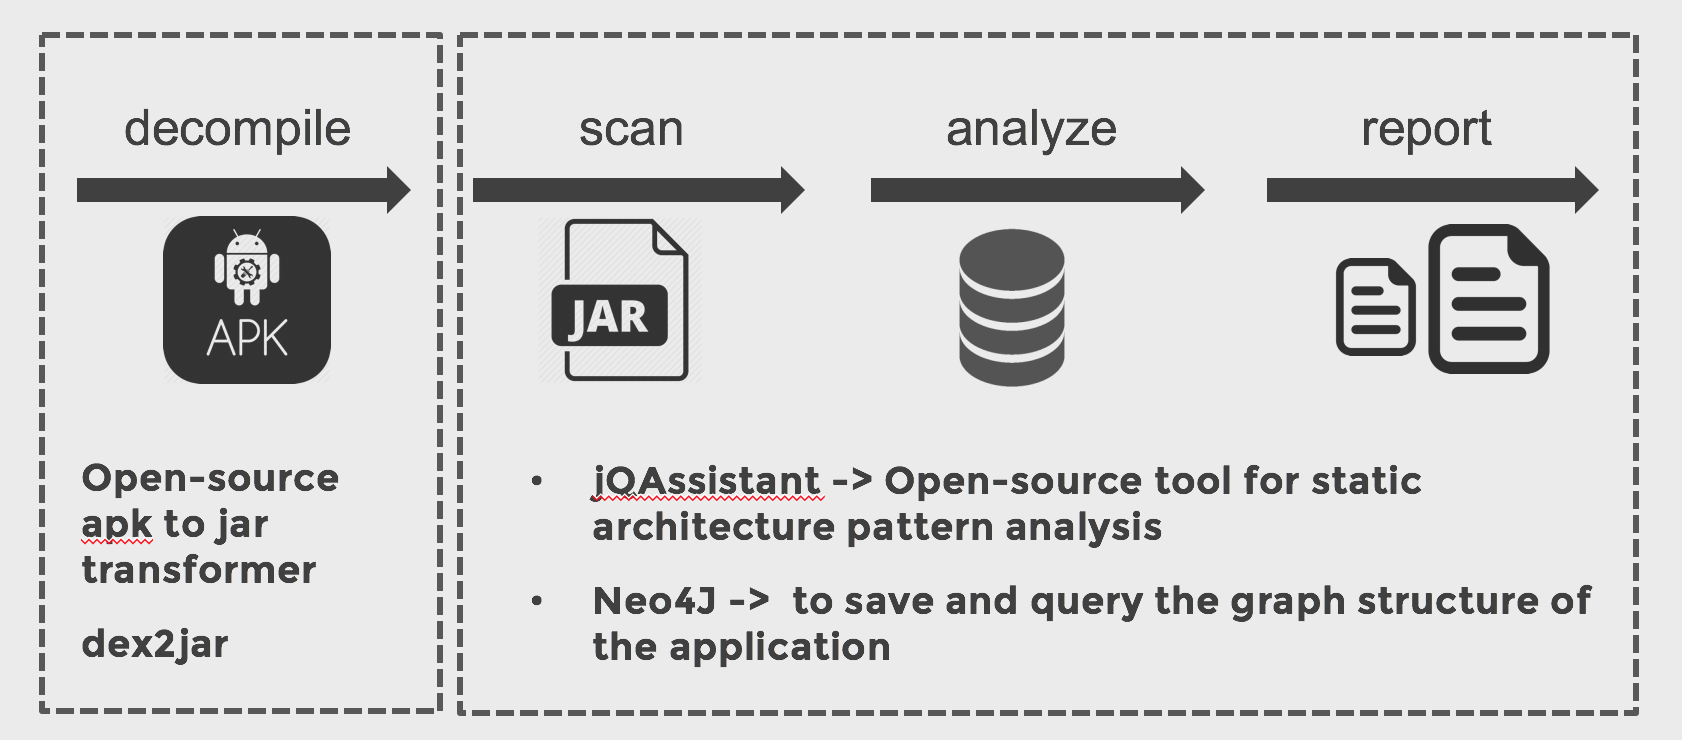 decompile
scan
analyze
report
APK
JAR
Open-source
apk to jar
transformer
dex2jar
• jQAssistant -> Open-source tool for static
architecture pattern analysis
• Neo4J -> to save and query the graph structure of
the application